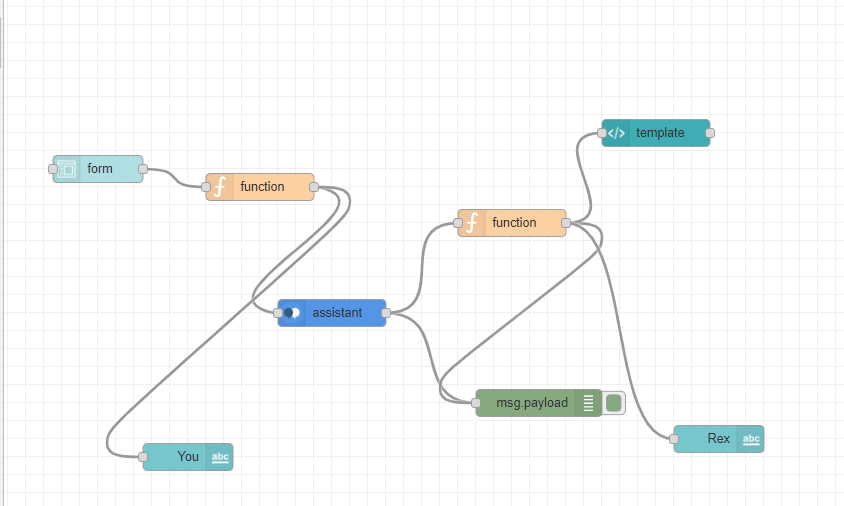 template
form
function
function
assistant
msg.payload
Rex abc
You abc